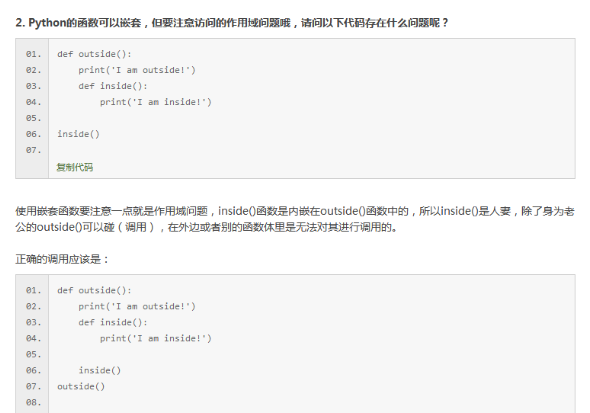 2. Python的函数可以嵌套，但要注意访问的作用域问题哦，请问以下代码存在什么问题呢？
01. def outside():
02.     print('I am outside!')
03.     def inside():
04.         print('I am inside!')
05.
06. inside()
07.
复制代码
使用嵌套函数要注意一点就是作用域问题，inside()函数是内嵌在outside()函数中的，所以inside()是人妻，除了身为老
公的outside()可以碰（调用），在外边或者别的函数体里是无法对其进行调用的。
正确的调用应该是：
01. def outside():
02.     print('I am outside!')
03.     def inside():
04.         print('I am inside!')
05.
06.     inside()
07. outside()
08.